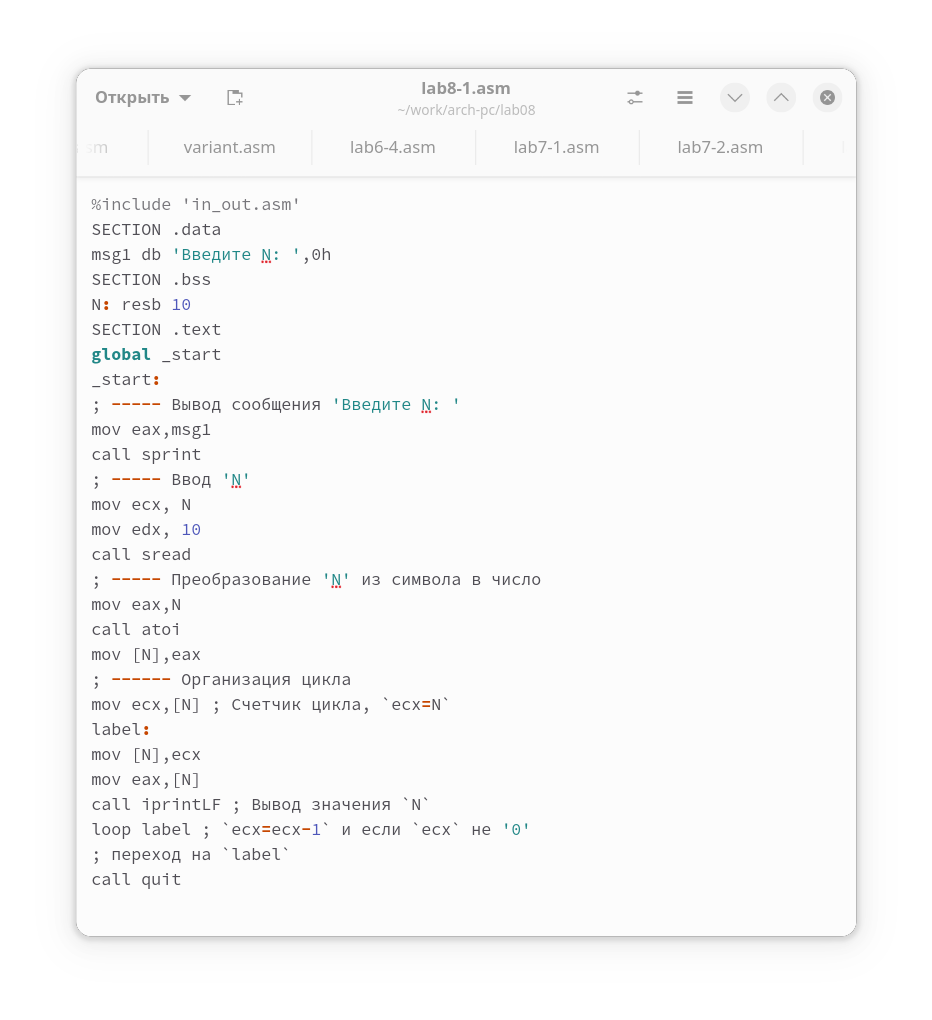 Открыть
lab8-1.asm
~/work/arch-pc/lab08
sm
variant.asm
lab6-4.asm
lab7-1.asm
lab7-2.asm
%include 'in_out.asm'
SECTION .data
msg1 db 'Введите N: ',0h
SECTION .bss
N: resb 10
SECTION .text
global _start
_start:
; ----- Вывод сообщения 'Введите N: '
mov eax,msg1
call sprint
; ----- Ввод 'N'
mov ecx, N
mov edx, 10
call sread
; ----- Преобразование 'N' из символа в число
mov eax,N
call atoi
mov [N],eax
; ------ Организация цикла
mov ecx,[N] ; Счетчик цикла, `ecx=N`
label:
mov [N],ecx
mov eax,[N]
call iprintLF ; Вывод значения `N`
loop label ; `ecx=ecx-1` и если `ecx` не '0'
; переход на `label`
call quit